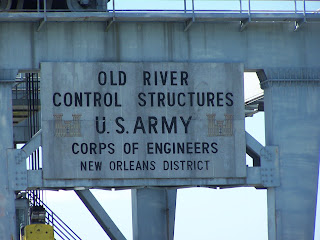 OLD RIVER
CONTROL STRUCTURES
U.S. ARMY
CORPS OF ENGINEERS
NEW ORLEANS DISTRICT